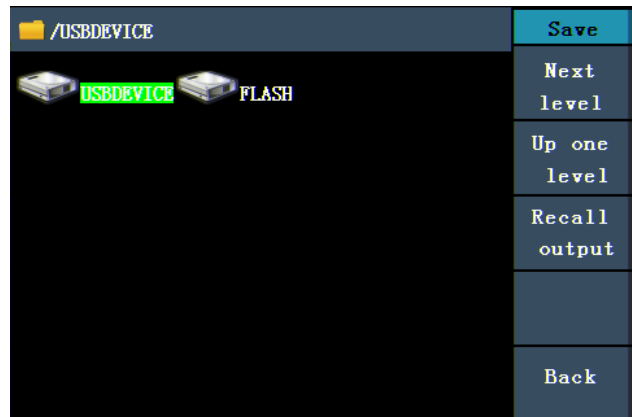 /USBDEVICE
USBDEVICE FLASH
Save
Next
level
Up one
level
Recall
output
Back